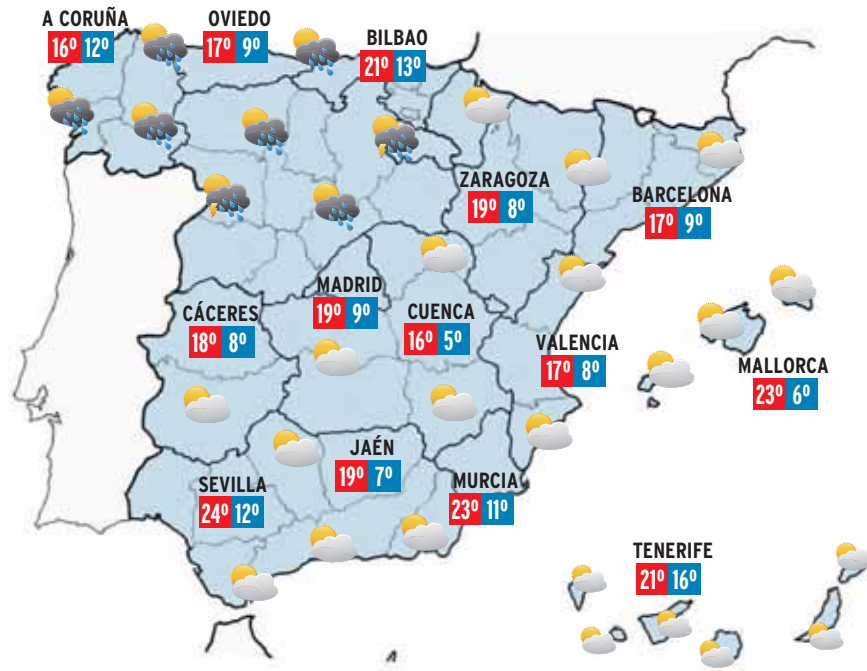 A CORUÑA
16º 12º
OVIEDO
17º 9º
BILBAO
21º 13º
ZARAGOZA
19º 8º
BARCELONA
17º 9º
MADRID
19º 9º
CÁCERES
18º 8º
CUENCA
16º 5º
VALENCIA
17º 8º
MALLORCA
23º 6º
JAÉN
19º 7º
SEVILLA
24º 12º
MURCIA
23º 11º
TENERIFE
21º 16º